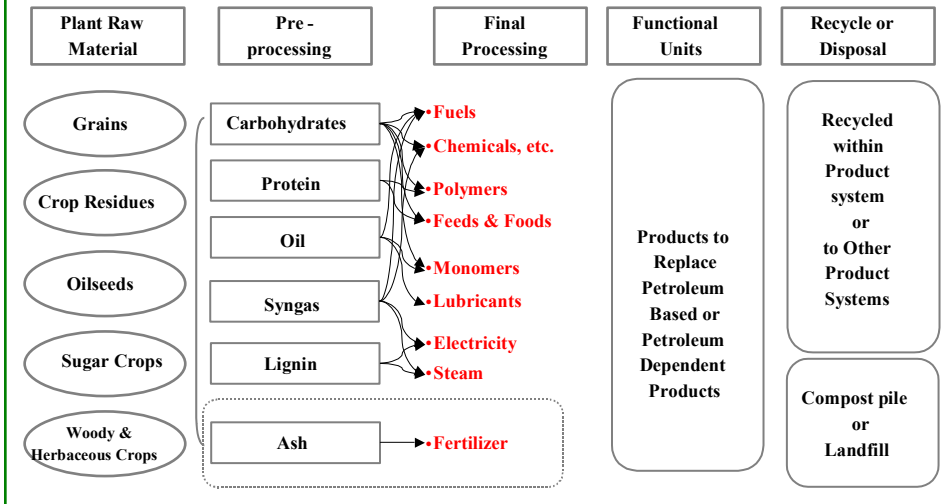 Plant Raw
Material
Pre -
processing
Final
Processing
Functional
Units
Recycle or
Disposal
Grains
Crop Residues
Oilseeds
Sugar Crops
Woody &
Herbaceous Crops
Carbohydrates
Protein
Oil
Syngas
Lignin
Ash
•Fuels
•Chemicals, etc.
•Polymers
•Feeds & Foods
•Monomers
•Lubricants
•Electricity
•Steam
•Fertilizer
Products to
Replace
Petroleum
Based or
Petroleum
Dependent
Products
Recycled
within
Product
system
or
to Other
Product
Systems
Compost pile
or
Landfill